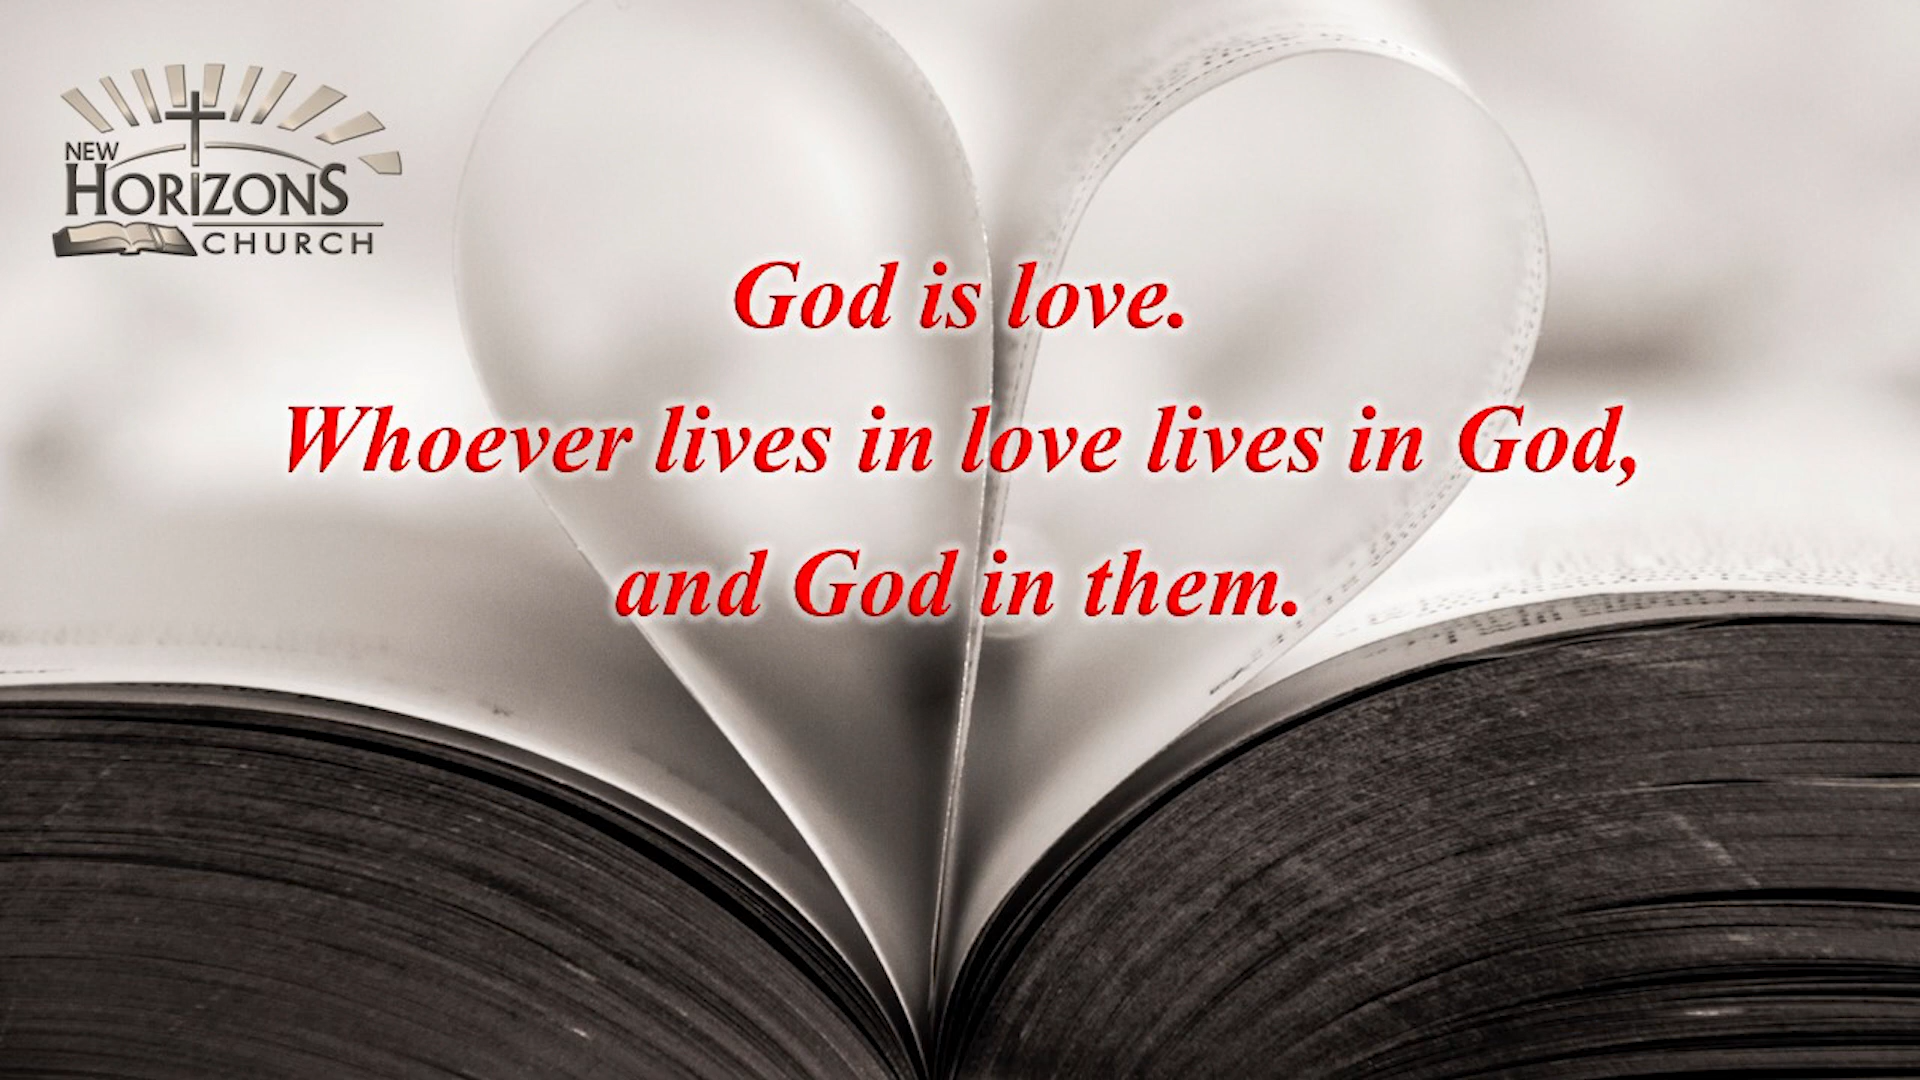 NEW
HORIZONS
CHURCH
God is love.
Whoever lives in love lives in God,
and God in them.